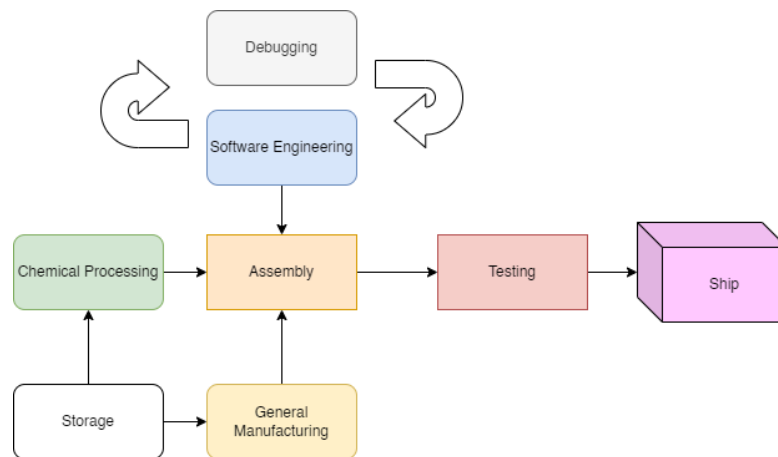 Debugging
Software Engineering
Chemical Processing
Assembly
Testing
Ship
Storage
General
Manufacturing